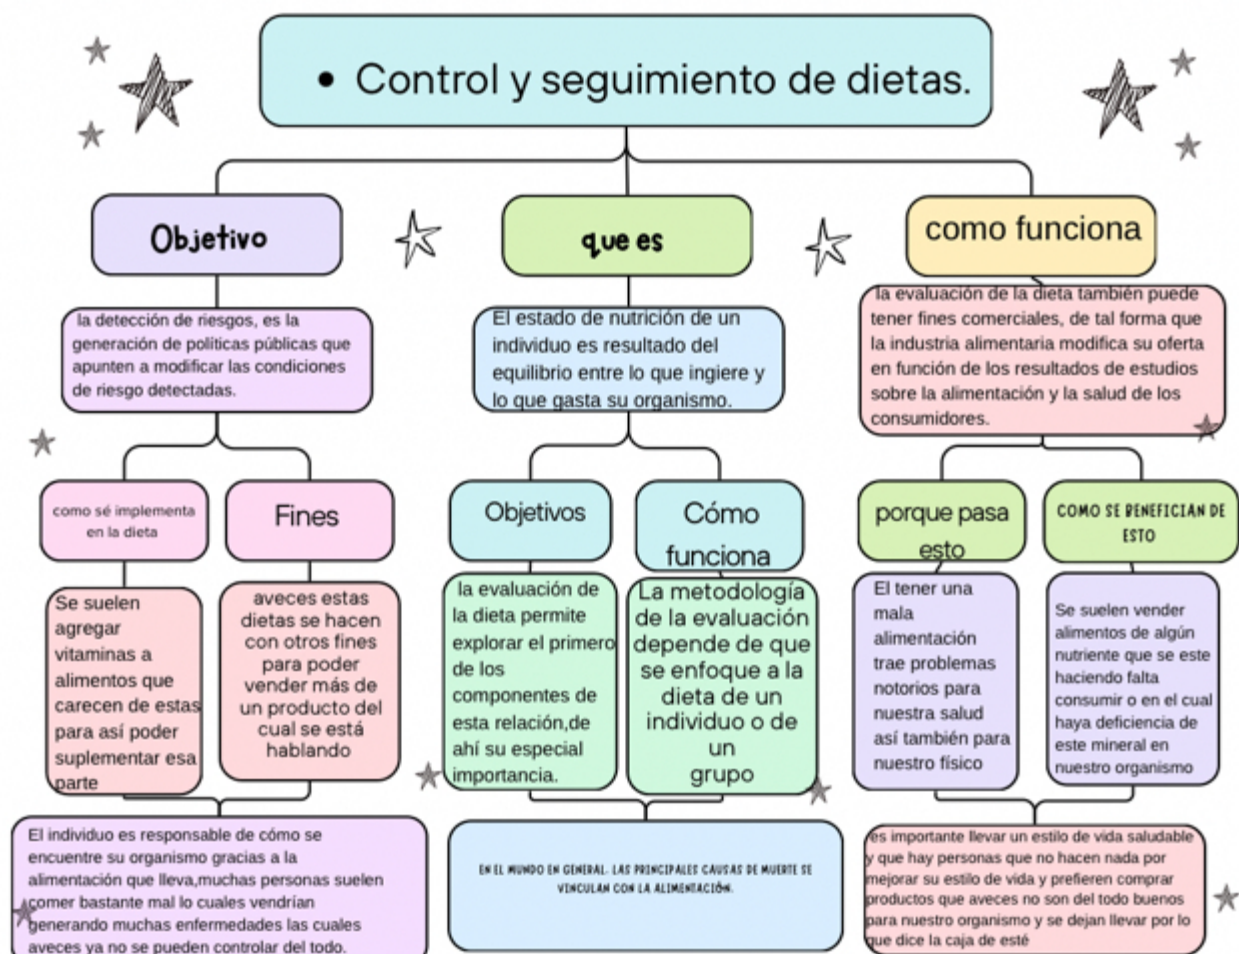 • Control y seguimiento de dietas.
Objetivo
que es
como funciona
la detección de riesgos, es la
generación de políticas públicas que
apunten a modificar las condiciones
de riesgo detectadas.
El estado de nutrición de un
individuo es resultado del
equilibrio entre lo que ingiere y
lo que gasta su organismo.
la evaluación de la dieta también puede
tener fines comerciales, de tal forma que
la industria alimentaria modifica su oferta
en función de los resultados de estudios
sobre la alimentación y la salud de los
consumidores.
como sé implementa
en la dieta
Fines
Objetivos
Cómo
funciona
porque pasa
esto
COMO SE BENEFICIAN DE
ESTO
Se suelen
agregar
vitaminas a
alimentos que
carecen de estas
para así poder
suplementar esa
parte
aveces estas
dietas se hacen
con otros fines
para poder
vender más de
un producto del
cual se está
hablando
la evaluación de
la dieta permite
explorar el primero
de los
componentes de
esta relación,de
ahí su especial
importancia.
La metodología
de la evaluación
depende de que
se enfoque a la
dieta de un
individuo o de
un
grupo
El tener una
mala
alimentación
trae problemas
notorios para
nuestra salud
así también para
nuestro físico
Se suelen vender
alimentos de algún
nutriente que se este
haciendo falta
consumir o en el cual
haya deficiencia de
este mineral en
nuestro organismo
El individuo es responsable de cómo se
encuentre su organismo gracias a la
alimentación que lleva,muchas personas suelen
comer bastante mal lo cuales vendrían
generando muchas enfermedades las cuales
aveces ya no se pueden controlar del todo.
EN EL MUNDO EN GENERAL. LAS PRINCIPALES CAUSAS DE MUERTE SE
VINCULAN CON LA ALIMENTACIÓN.
es importante llevar un estilo de vida saludable
y que hay personas que no hacen nada por
mejorar su estilo de vida y prefieren comprar
productos que aveces no son del todo buenos
para nuestro organismo y se dejan llevar por lo
que dice la caja de esté